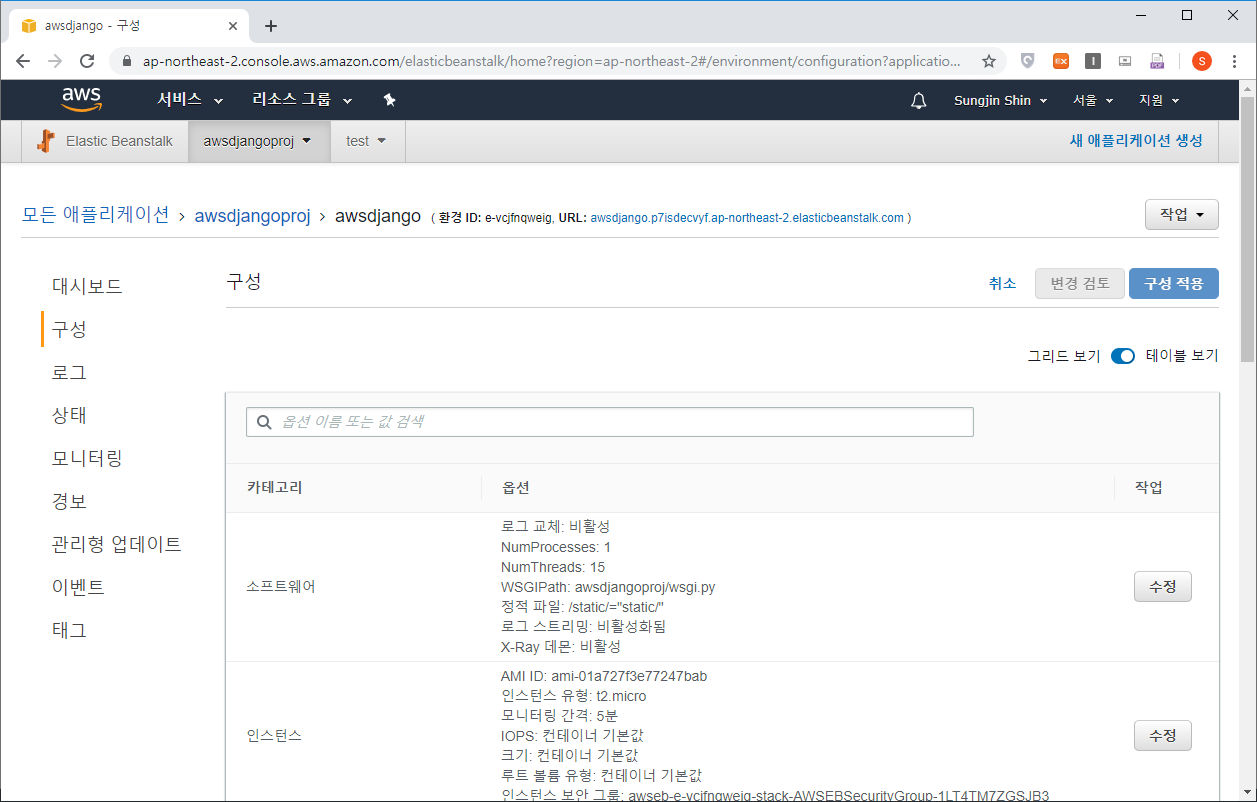 awsdjango - 구성
ap-northeast-2.console.aws.amazon.com/elasticbeanstalk/home?region=ap-northeast-2#/environment/configuration?applicatio...
EX
I
PDF
S
aws 서비스 리소스 그룹 Sungjin Shin 서울 지원
Elastic Beanstalk awsdjangoproj test 새 애플리케이션 생성
모든 애플리케이션 › awsdjangoproj › awsdjango ( 환경 ID: e-vcjfnqweig, URL: awsdjango.p7isdecvyf.ap-northeast-2.elasticbeanstalk.com ) 작업
대시보드
구성
로그
상태
모니터링
경보
관리형 업데이트
이벤트
태그
구성 취소 변경 검토 구성 적용
그리드 보기 테이블 보기
옵션 이름 또는 값 검색
카테고리 옵션 작업
소프트웨어
로그 교체: 비활성
NumProcesses: 1
NumThreads: 15
WSGIPath: awsdjangoproj/wsgi.py
정적 파일: /static/="static/"
로그 스트리밍: 비활성화됨
X-Ray 데몬: 비활성
수정
인스턴스
AMI ID: ami-01a727f3e77247bab
인스턴스 유형: t2.micro
모니터링 간격: 5분
IOPS: 컨테이너 기본값
크기: 컨테이너 기본값
루트 볼륨 유형: 컨테이너 기본값
인스턴스 보안 그룹: awseb-e-vcjfnqweig-stack-AWSEBSecurityGroup-1LT4TM7ZGSJB3
수정